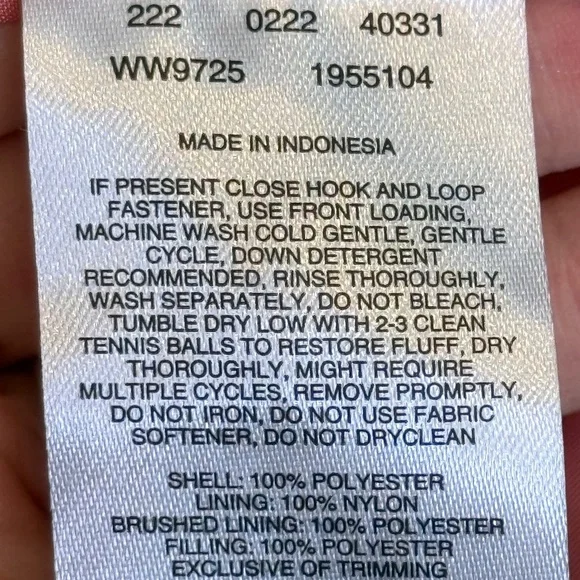 222 0222 40331
WW9725 1955104
MADE IN INDONESIA
IF PRESENT CLOSE HOOK AND LOOP
FASTENER, USE FRONT LOADING,
MACHINE WASH COLD GENTLE, GENTLE
CYCLE, DOWN DETERGENT
RECOMMENDED, RINSE THOROUGHLY,
WASH SEPARATELY, DO NOT BLEACH,
TUMBLE DRY LOW WITH 2-3 CLEAN
TENNIS BALLS TO RESTORE FLUFF, DRY
THOROUGHLY, MIGHT REQUIRE
MULTIPLE CYCLES, REMOVE PROMPTLY,
DO NOT IRON, DO NOT USE FABRIC
SOFTENER, DO NOT DRYCLEAN
SHELL: 100% POLYESTER
LINING: 100% NYLON
BRUSHED LINING: 100% POLYESTER
FILLING: 100% POLYESTER
EXCLUSIVE OF TRIMMING